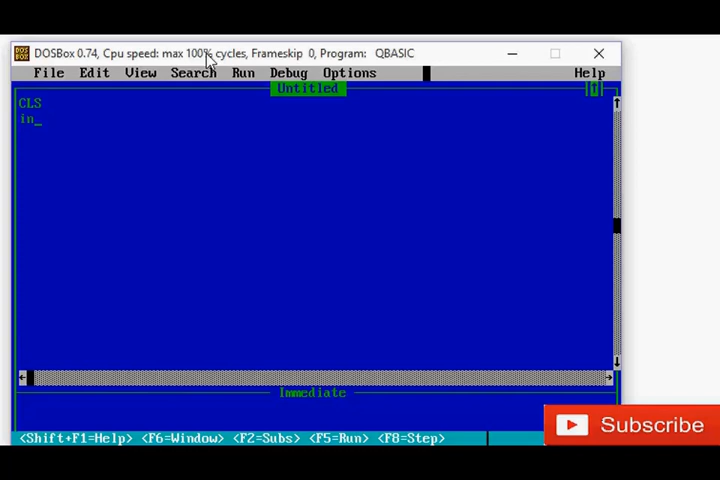 DOSBox 0.74, Cpu speed: max 100% cycles, Frameskip 0, Program: QBASIC
File Edit View Search Run Debug Options Help
Untitled
CLS
in_
Immediate
<Shift+F1=Help> <F6=Window> <F2=Subs> <F5=Run> <F8=Step>
Subscribe